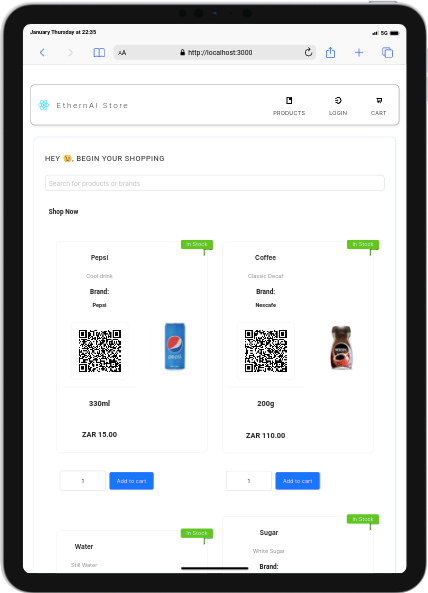 January Thursday at 22:35
5G
AA
http://localhost:3000
EthernAI Store
PRODUCTS LOGIN CART
HEY 😉, BEGIN YOUR SHOPPING
Search for products or brands
Shop Now
In Stock
Pepsi
Cool drink
Brand:
Pepsi
pepsi
330ml
ZAR 15.00
1
Add to cart
In Stock
Coffee
Classic Decaf
Brand:
Nescafe
200g
ZAR 110.00
1
Add to cart
In Stock
Water
Still Water
In Stock
Sugar
White Sugar
Brand: